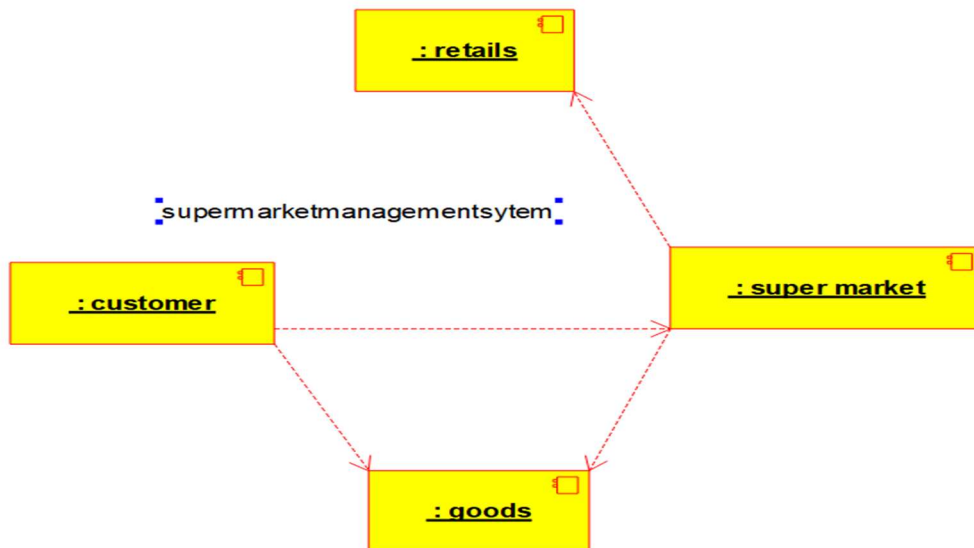 : retails
supermarketmanagementsytem
: customer
: super market
: goods